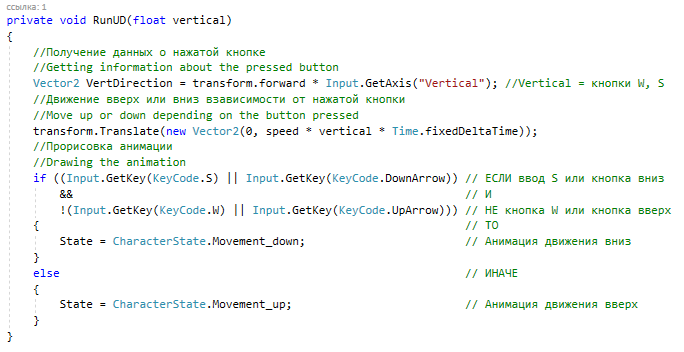 ссылка: 1
private void RunUD(float vertical)
{
//Получение данных о нажатой кнопке
//Getting information about the pressed button
Vector2 VertDirection = transform.forward * Input.GetAxis("Vertical"); //Vertical = кнопки W, S
//Движение вверх или вниз взависимости от нажатой кнопки
//Move up or down depending on the button pressed
transform.Translate(new Vector2(0, speed * vertical * Time.fixedDeltaTime));
//Прорисовка анимации
//Drawing the animation
if ((Input.GetKey(KeyCode.S) || Input.GetKey(KeyCode.DownArrow)) // ЕСЛИ ввод S или кнопка вниз
&& // И
!(Input.GetKey(KeyCode.W) || Input.GetKey(KeyCode.UpArrow))) // НЕ кнопка W или кнопка вверх
{ // ТО
State = CharacterState.Movement_down; // Анимация движения вниз
}
else // ИНАЧЕ
{
State = CharacterState.Movement_up; // Анимация движения вверх
}
}